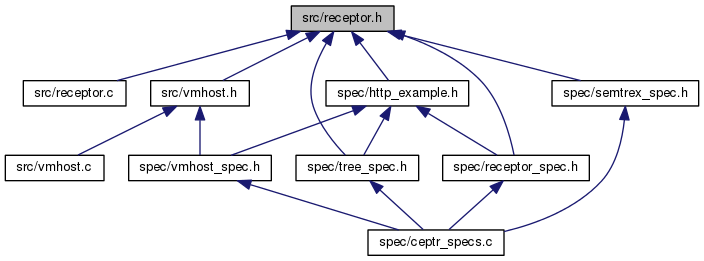 src/receptor.h
src/receptor.c
src/vmhost.h
spec/http_example.h
spec/semtrex_spec.h
src/vmhost.c
spec/vmhost_spec.h
spec/tree_spec.h
spec/receptor_spec.h
spec/ceptr_specs.c